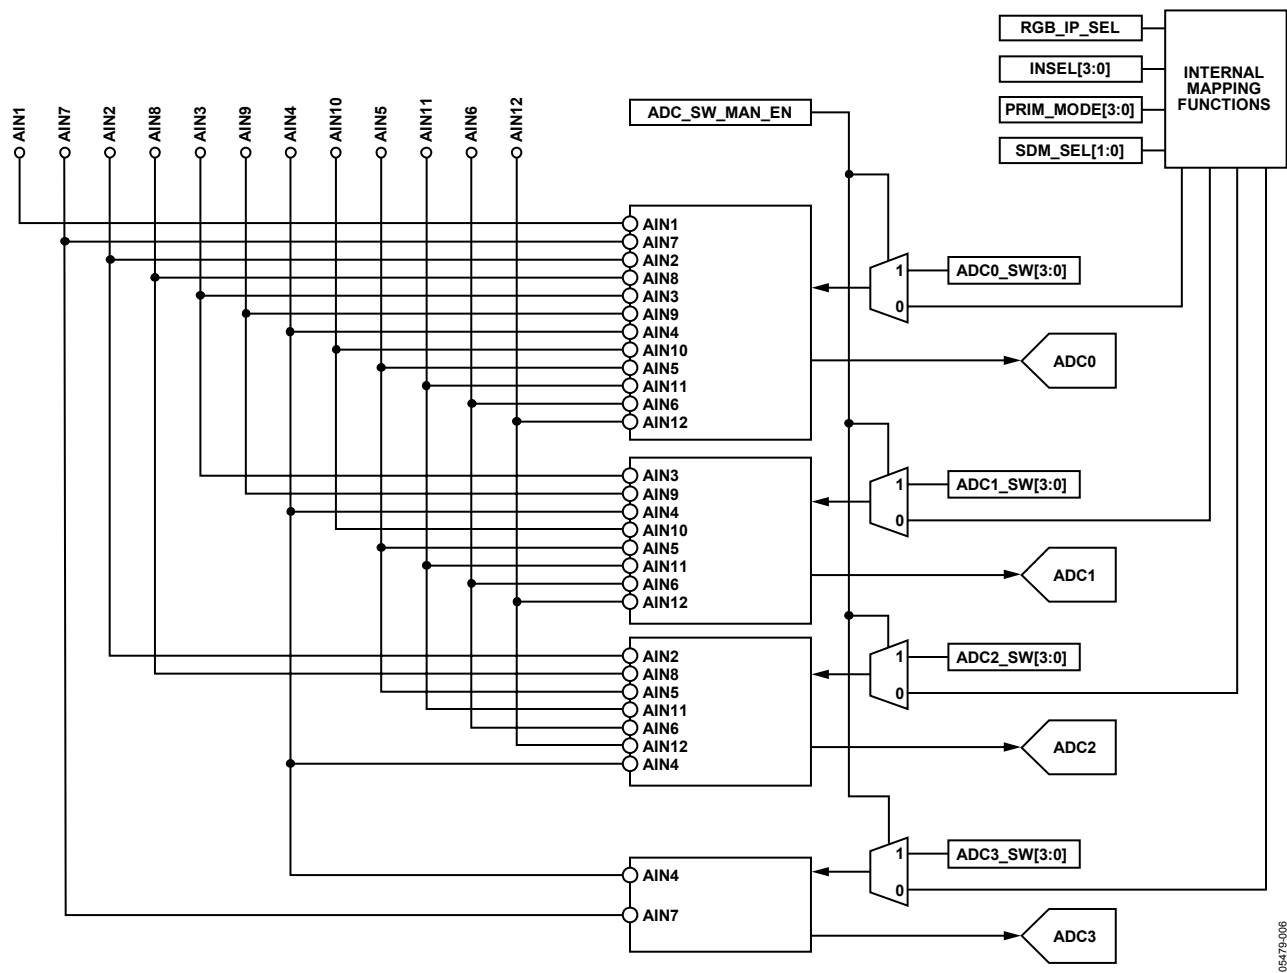 RGB_IP_SEL
INSEL[3:0]
PRIM_MODE[3:0]
SDM_SEL[1:0]
INTERNAL
MAPPING
FUNCTIONS
AIN1
AIN7
AIN2
AIN8
AIN3
AIN9
AIN4
AIN10
AIN5
AIN11
AIN6
AIN12
ADC_SW_MAN_EN
AIN1
AIN7
AIN2
AIN8
AIN3
AIN9
AIN4
AIN10
AIN5
AIN11
AIN6
AIN12
1
0
ADC0_SW[3:0]
ADC0
AIN3
AIN9
AIN4
AIN10
AIN5
AIN11
AIN6
AIN12
1
0
ADC1_SW[3:0]
ADC1
AIN2
AIN8
AIN5
AIN11
AIN6
AIN12
AIN4
1
0
ADC2_SW[3:0]
ADC2
AIN4
AIN7
1
0
ADC3_SW[3:0]
ADC3
05479-006